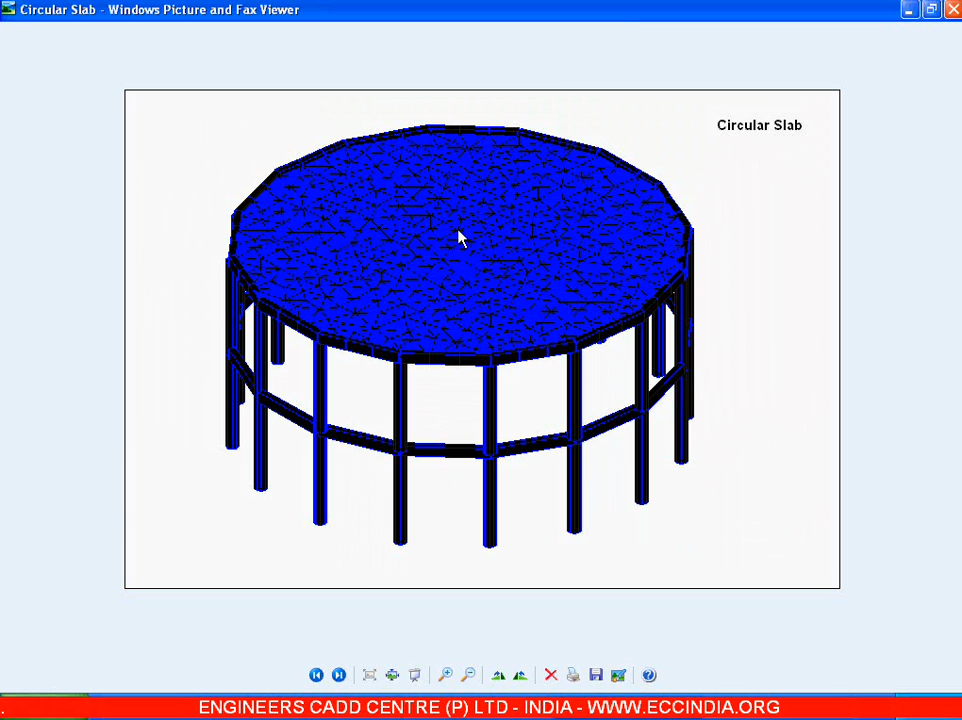 Circular Slab - Windows Picture and Fax Viewer
Circular Slab
ENGINEERS CADD CENTRE (P) LTD - INDIA - WWW.ECCINDIA.ORG